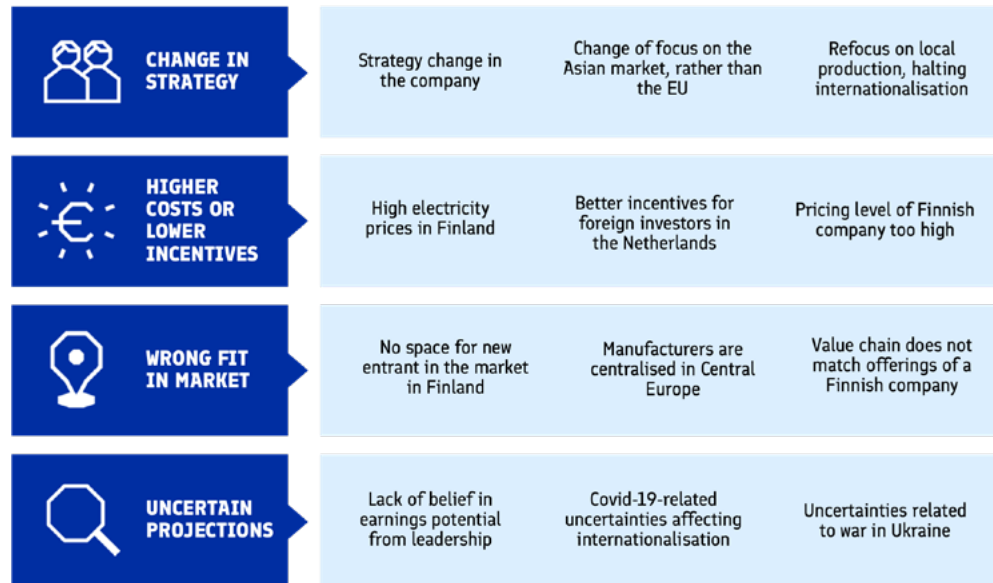 CHANGE IN
STRATEGY
Strategy change in
the company
Change of focus on the
Asian market, rather than
the EU
Refocus on local
production, halting
internationalisation
HIGHER
COSTS OR
LOWER
INCENTIVES
High electricity
prices in Finland
Better incentives for
foreign investors in
the Netherlands
Pricing level of Finnish
company too high
WRONG FIT
IN MARKET
No space for new
entrant in the market
in Finland
Manufacturers are
centralised in Central
Europe
Value chain does not
match offerings of a
Finnish company
UNCERTAIN
PROJECTIONS
Lack of belief in
earnings potential
from leadership
Covid-19-related
uncertainties affecting
internationalisation
Uncertainties related
to war in Ukraine